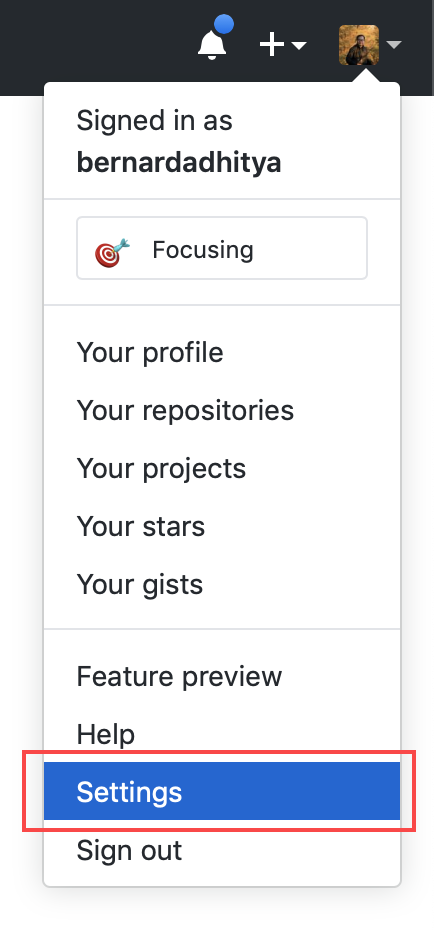 Signed in as
bernardadhitya
Focusing
Your profile
Your repositories
Your projects
Your stars
Your gists
Feature preview
Help
Settings
Sign out